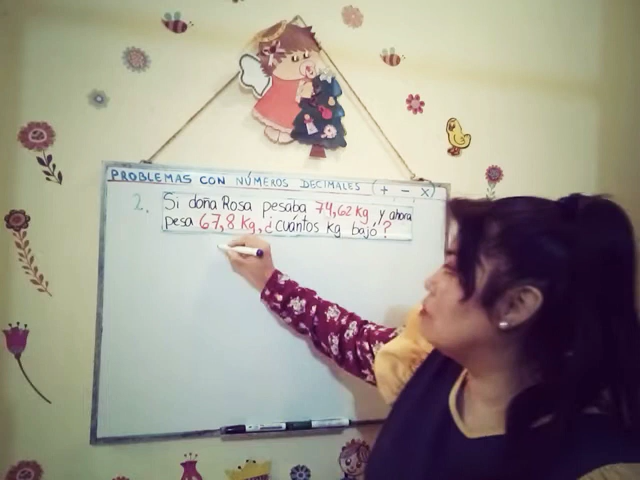 PROBLEMAS CON NÚMEROS DECIMALES (+ - x)
2. Si doña Rosa pesaba 74,62 kg y ahora
pesa 67,8 kg, ¿cuántos kg bajó?